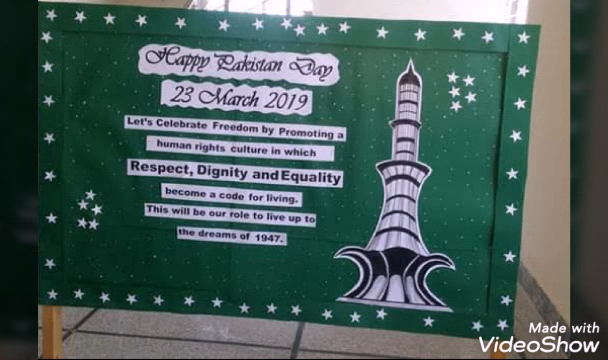 Happy Pakistan Day
23 March 2019
Let's Celebrate Freedom by Promoting a
human rights culture in which
Respect, Dignity and Equality
become a code for living.
This will be our role to live up to
the dreams of 1947.
Made with
VideoShow